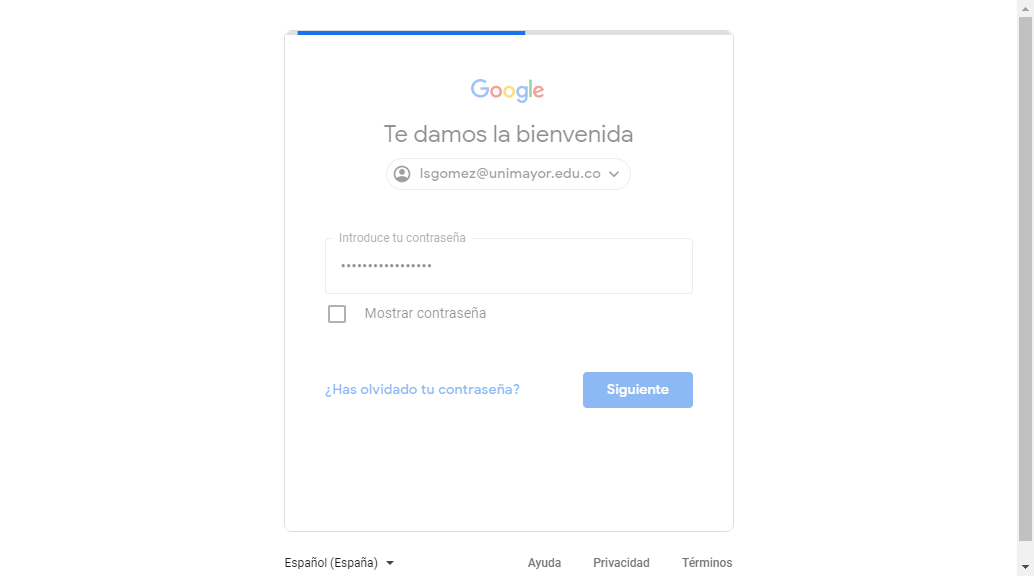 Google
Te damos la bienvenida
lsgomez@unimayor.edu.co
Introduce tu contraseña
•••••••••••••••••
Mostrar contraseña
¿Has olvidado tu contraseña?
Siguiente
Español (España)
Ayuda
Privacidad
Términos